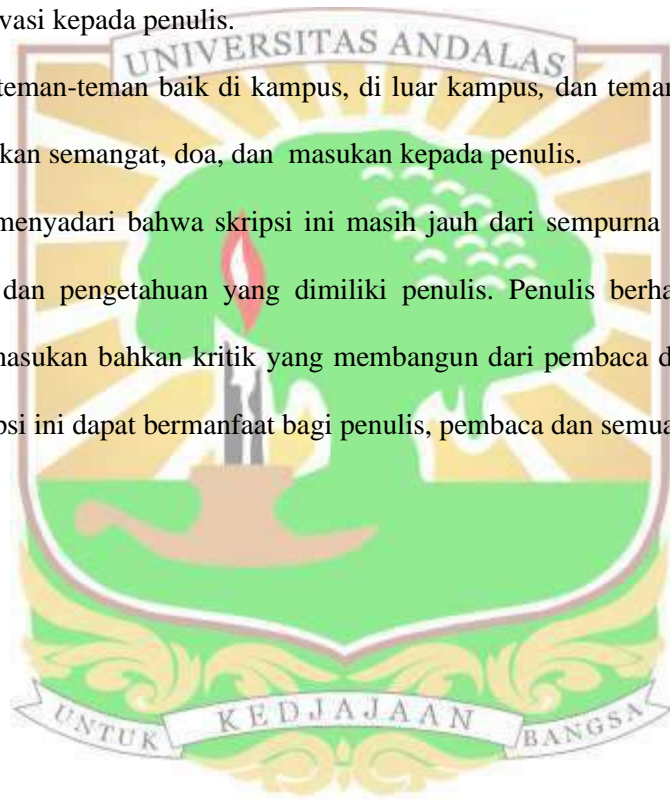 vasi kepada penulis.
UNIVERSITAS ANDALAS
teman-teman baik di kampus, di luar kampus, dan teman
kan semangat, doa, dan masukan kepada penulis.
menyadari bahwa skripsi ini masih jauh dari sempurna
dan pengetahuan yang dimiliki penulis. Penulis berha
masukan bahkan kritik yang membangun dari pembaca d
psi ini dapat bermanfaat bagi penulis, pembaca dan semua
UNTUK KEDJAJAAN BANGSA